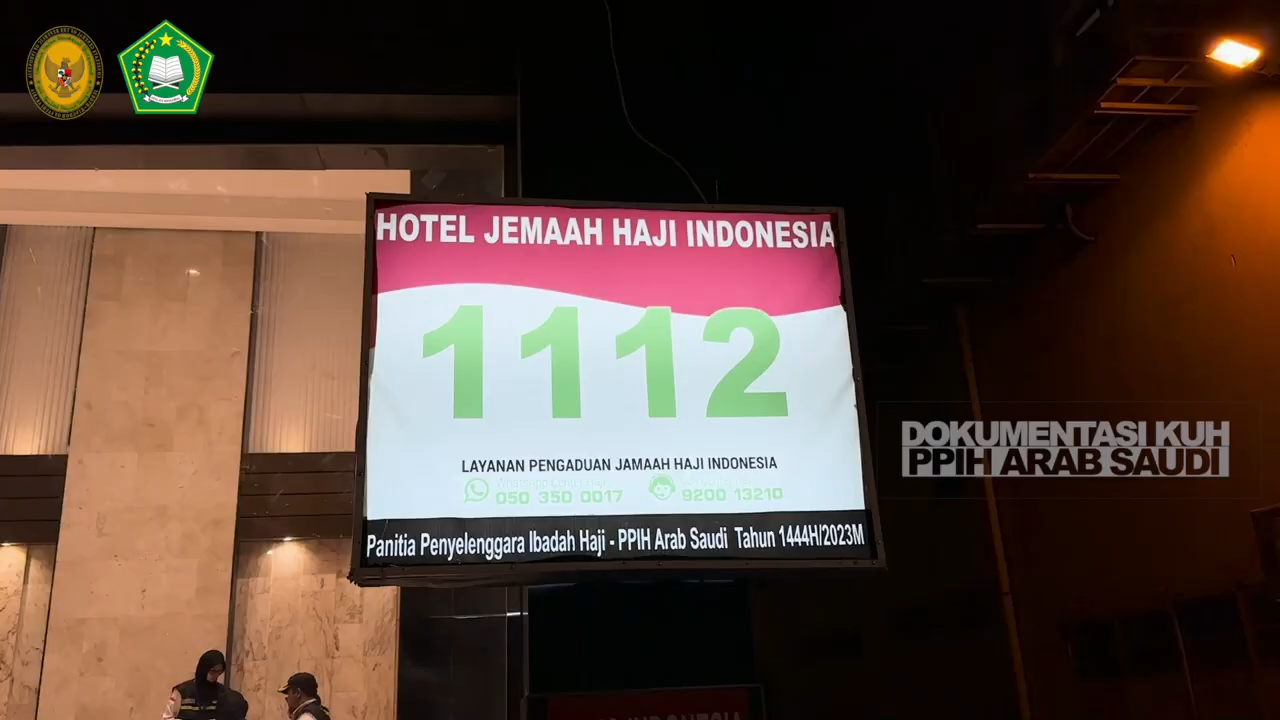 HOTEL JEMAAH HAJI INDONESIA
1112
LAYANAN PENGADUAN JAMAAH HAJI INDONESIA
050 350 0017
9200 13210
Panitia Penyelenggara Ibadah Haji - PPIH Arab Saudi Tahun 1444H/2023M
DOKUMENTASI KUH
PPIH ARAB SAUDI